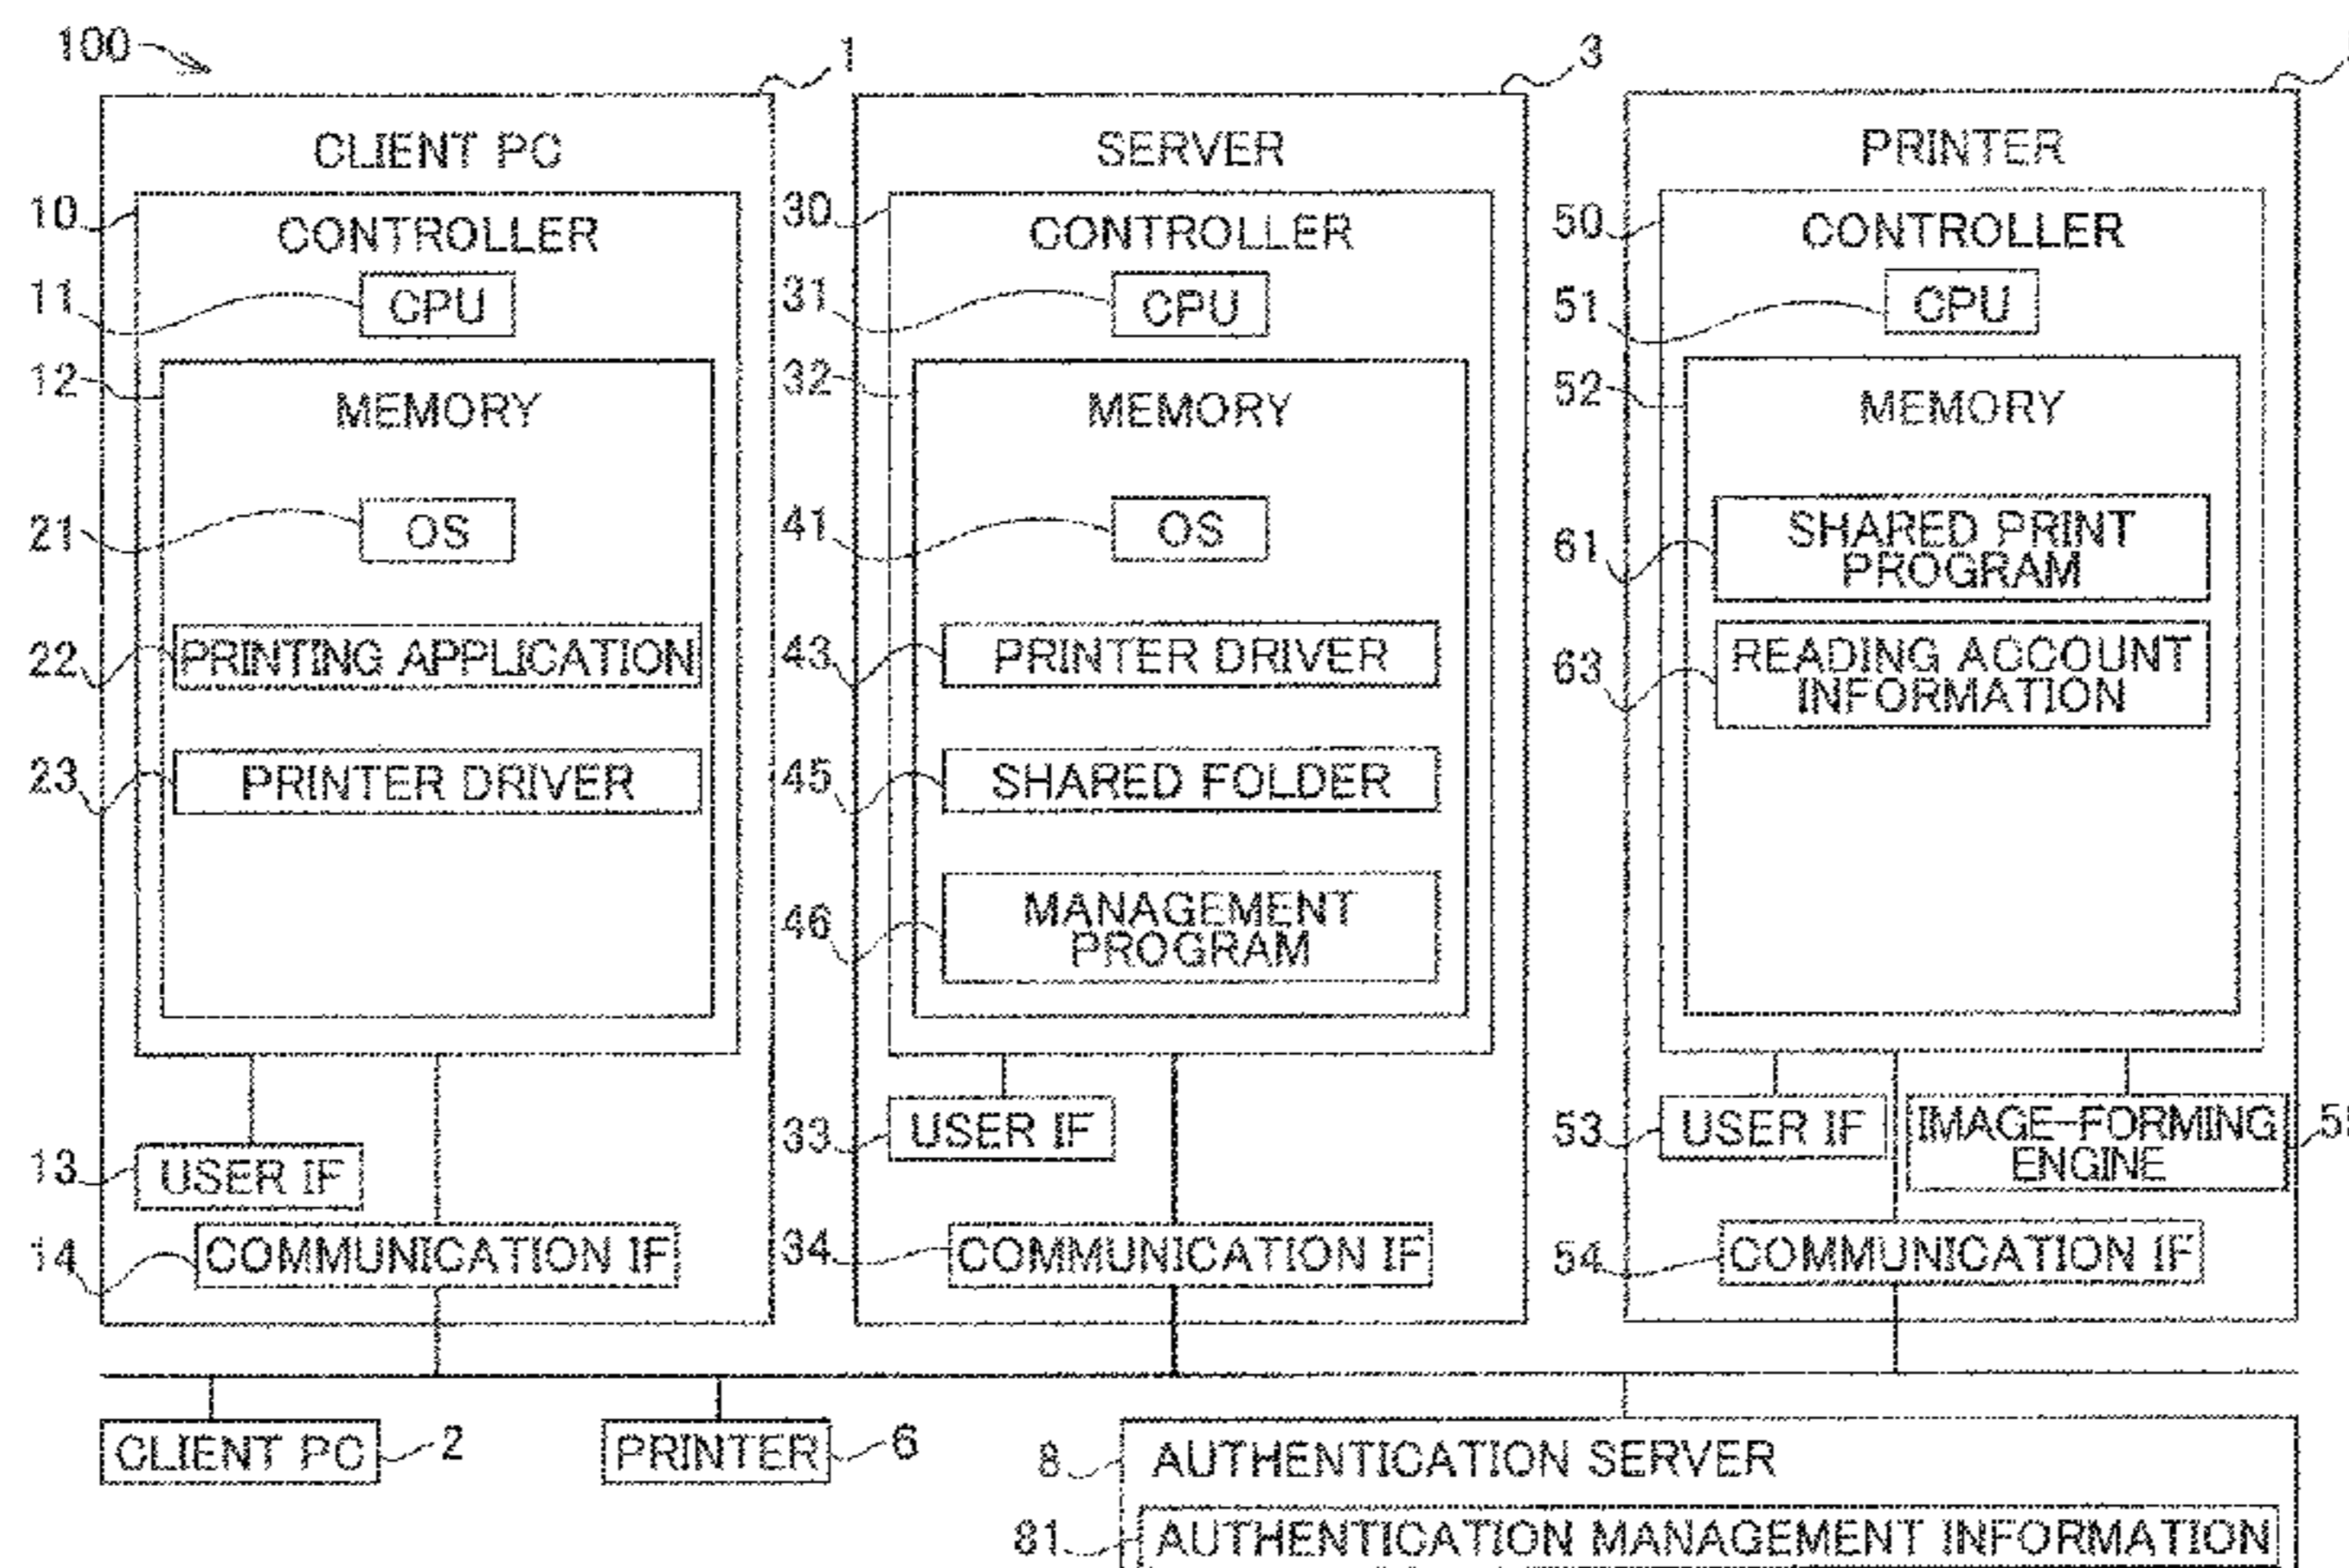 100
1
CLIENT PC
10
CONTROLLER
11
CPU
12
MEMORY
21
OS
22
PRINTING APPLICATION
23
PRINTER DRIVER
13
USER IF
14
COMMUNICATION IF
3
SERVER
30
CONTROLLER
31
CPU
32
MEMORY
41
OS
43
PRINTER DRIVER
45
SHARED FOLDER
46
MANAGEMENT
PROGRAM
33
USER IF
34
COMMUNICATION IF
PRINTER
50
CONTROLLER
51
CPU
52
MEMORY
61
SHARED PRINT
PROGRAM
63
READING ACCOUNT
INFORMATION
53
USER IF
IMAGE-FORMING
ENGINE
54
COMMUNICATION IF
CLIENT PC
2
PRINTER
6
8
AUTHENTICATION SERVER
81
AUTHENTICATION MANAGEMENT INFORMATION